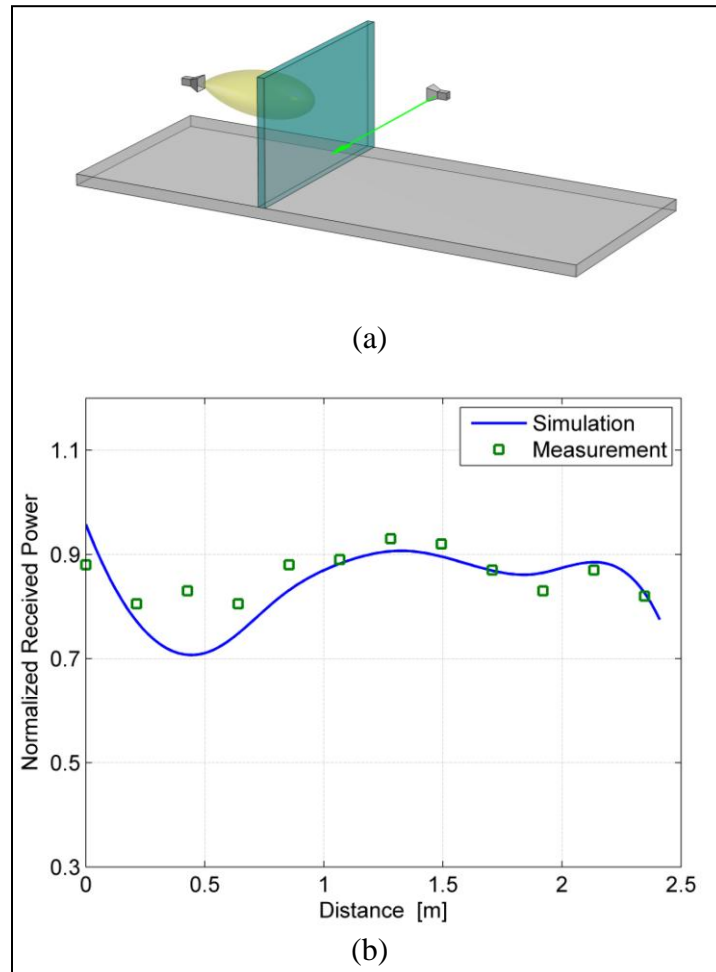 (a)
Simulation
Measurement
Normalized Received Power
1.1
0.9
0.7
0.5
0.3
0 0.5 1 1.5 2 2.5
Distance [m]
(b)